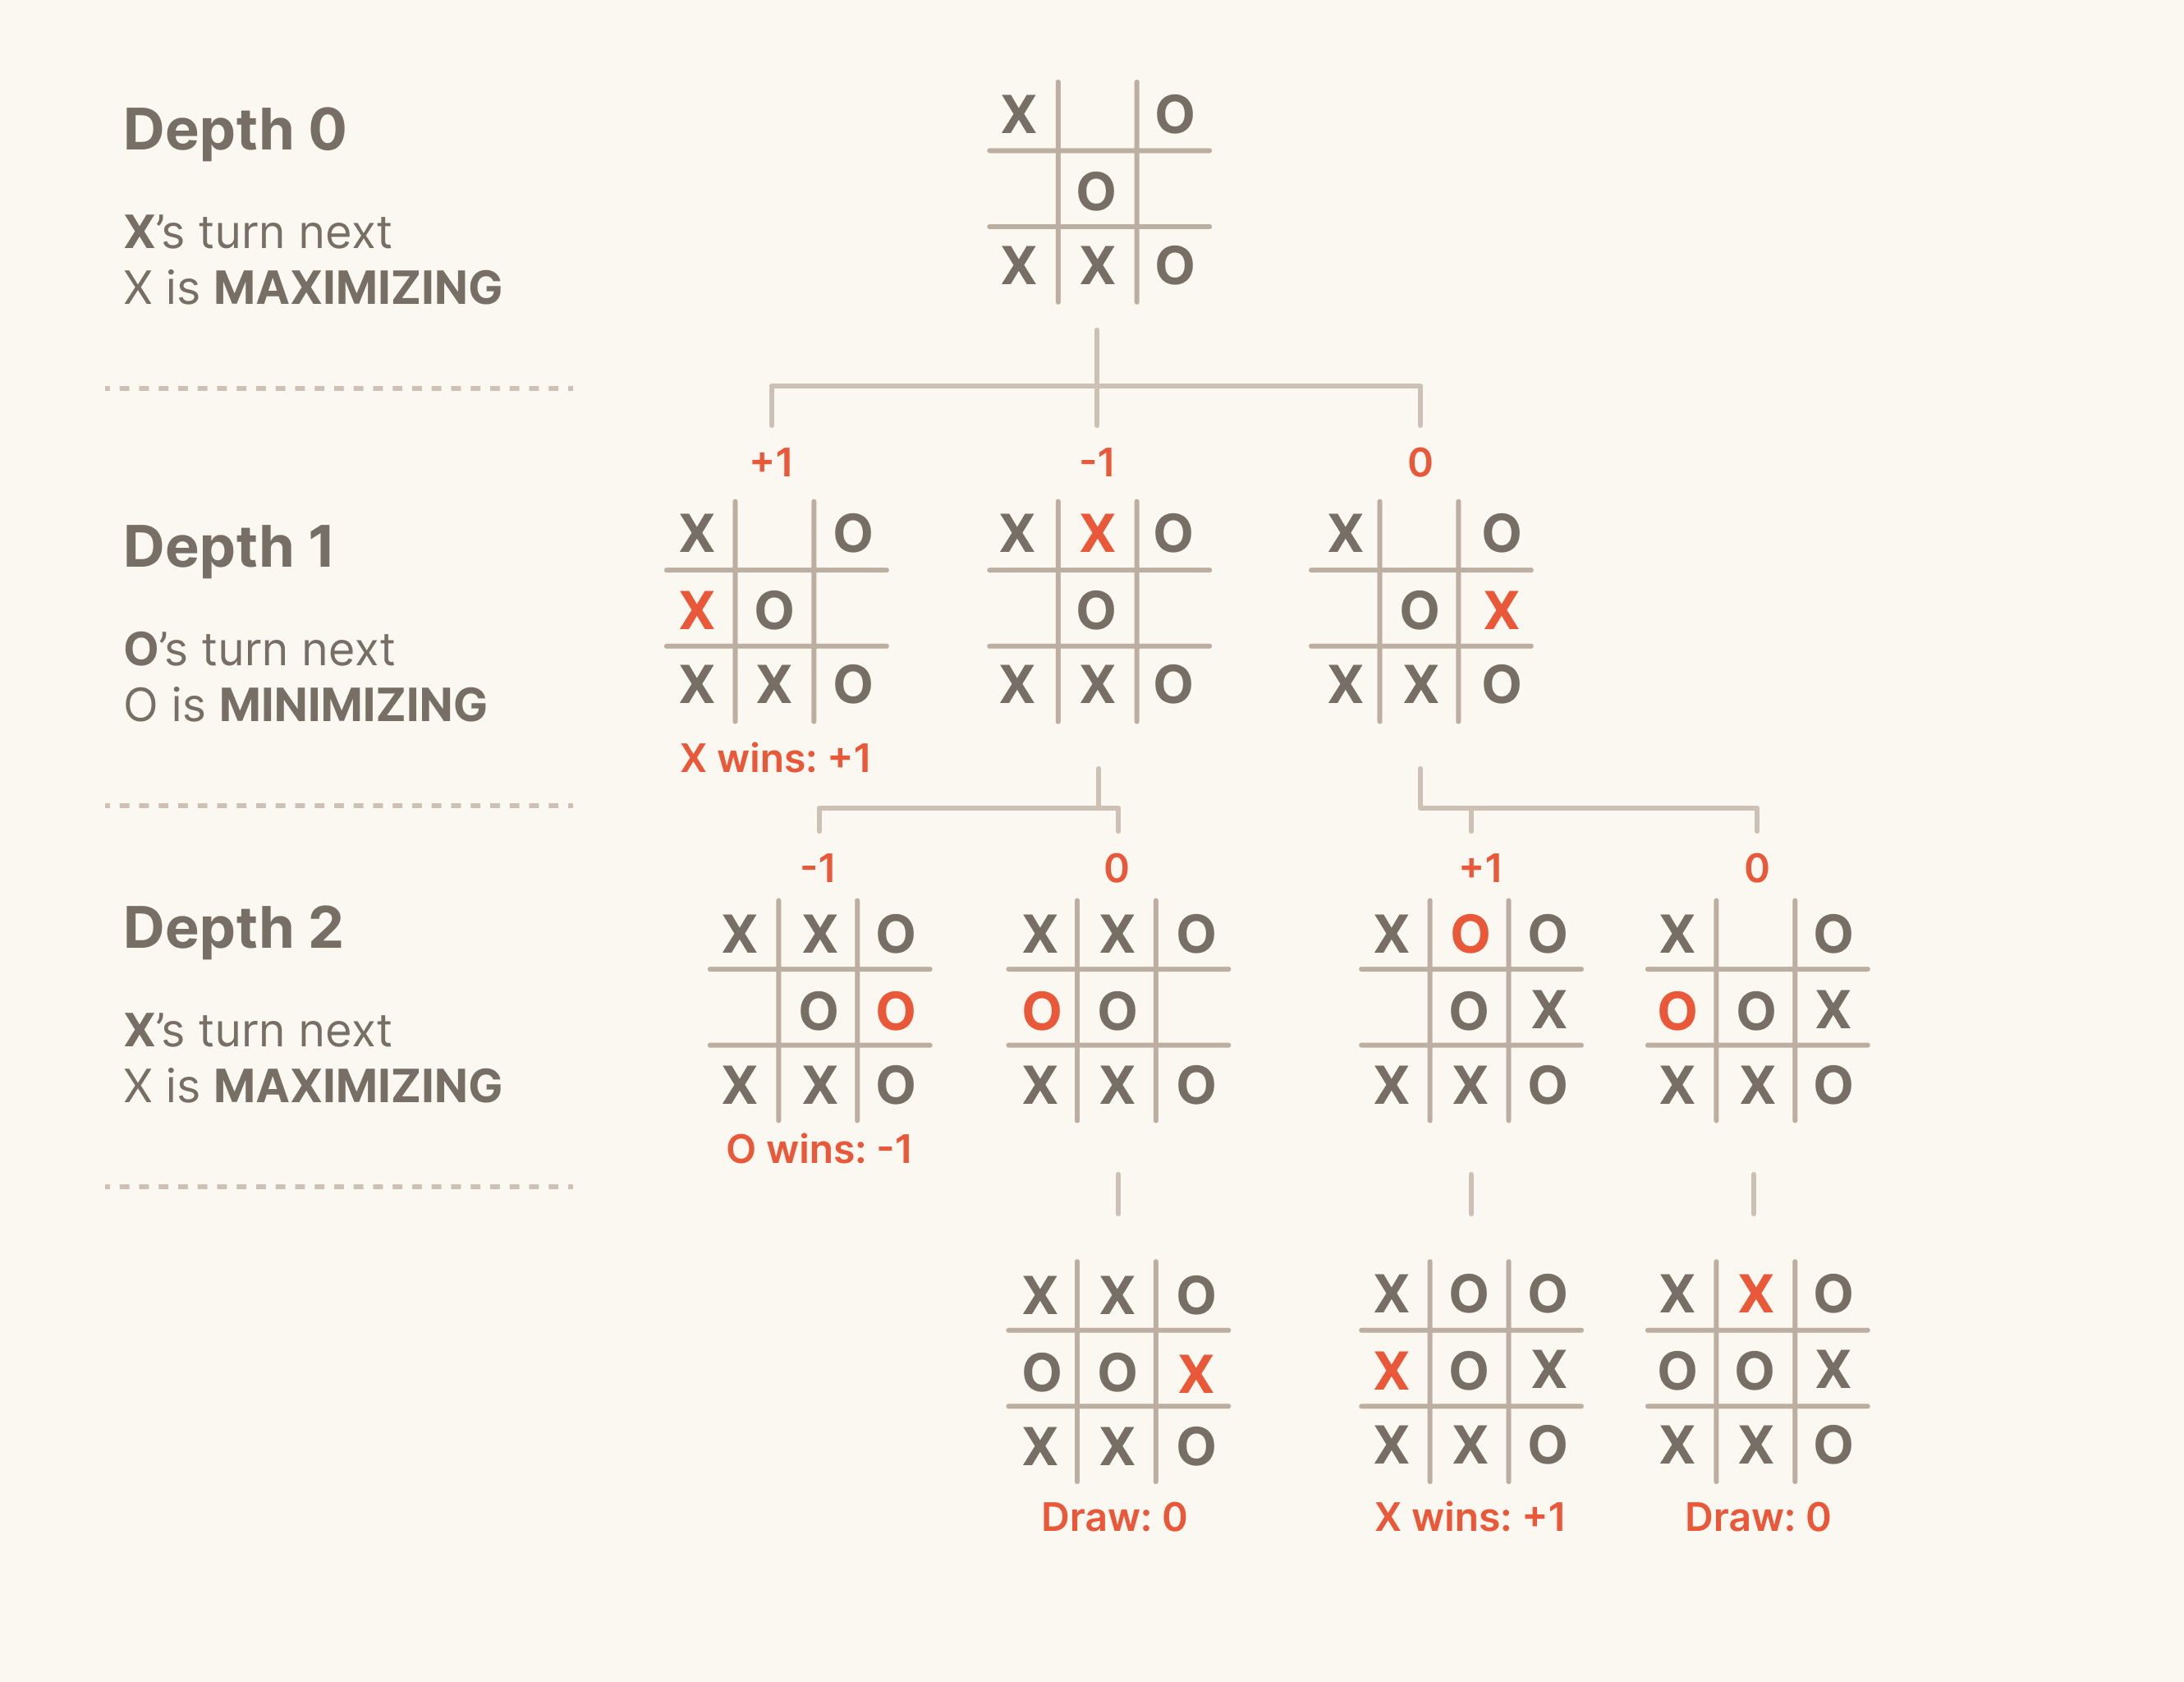 Depth 0
X's turn next
X is MAXIMIZING
X O
O
X X O
+1 -1 0
Depth 1
O's turn next
O is MINIMIZING
X O X X O X O
X O O O X
X X O X X O X X O
X wins: +1
-1 0 +1 0
Depth 2
X's turn next
X is MAXIMIZING
X X O X X O X O O X O
O O O O O X O O X
X X O X X O X X O X X O
O wins: -1
X X O X O O X X O
O O X X O X O O X
X X O X X O X X O
Draw: 0 X wins: +1 Draw: 0